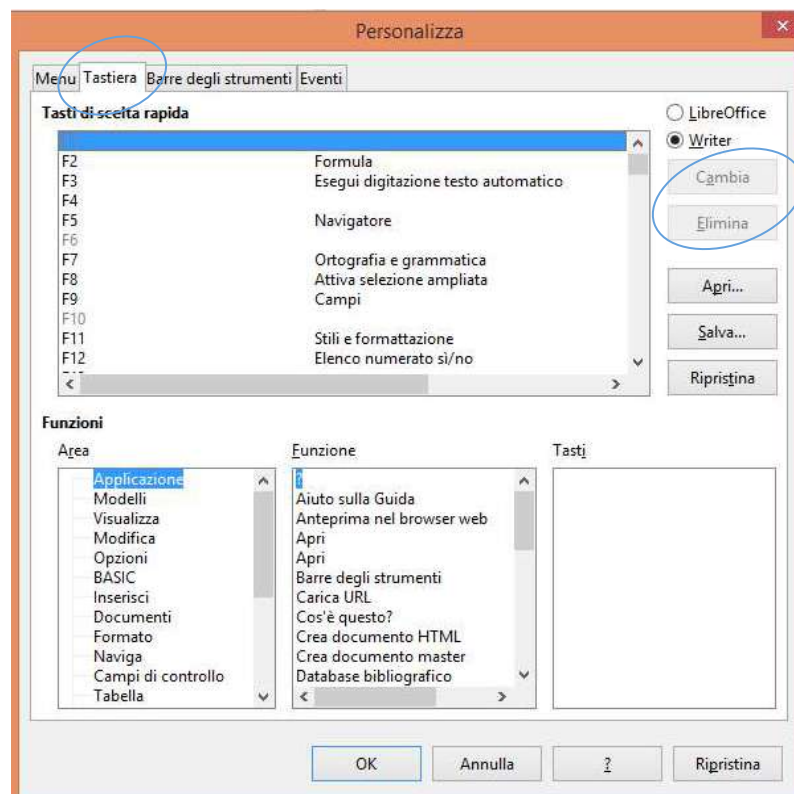 Personalizza
Menu Tastiera Barre degli strumenti Eventi
Tasti di scelta rapida
LibreOffice
Writer
F2 Formula
F3 Esegui digitazione testo automatico
F4
F5 Navigatore
F6
F7 Ortografia e grammatica
F8 Attiva selezione ampliata
F9 Campi
F10
F11 Stili e formattazione
F12 Elenco numerato sì/no
Cambia
Elimina
Apri...
Salva...
Ripristina
Funzioni
Area
Applicazione
Modelli
Visualizza
Modifica
Opzioni
BASIC
Inserisci
Documenti
Formato
Naviga
Campi di controllo
Tabella
Funzione
?
Aiuto sulla Guida
Anteprima nel browser web
Apri
Apri
Barre degli strumenti
Carica URL
Cos'è questo?
Crea documento HTML
Crea documento master
Database bibliografico
Tasti
OK Annulla ? Ripristina